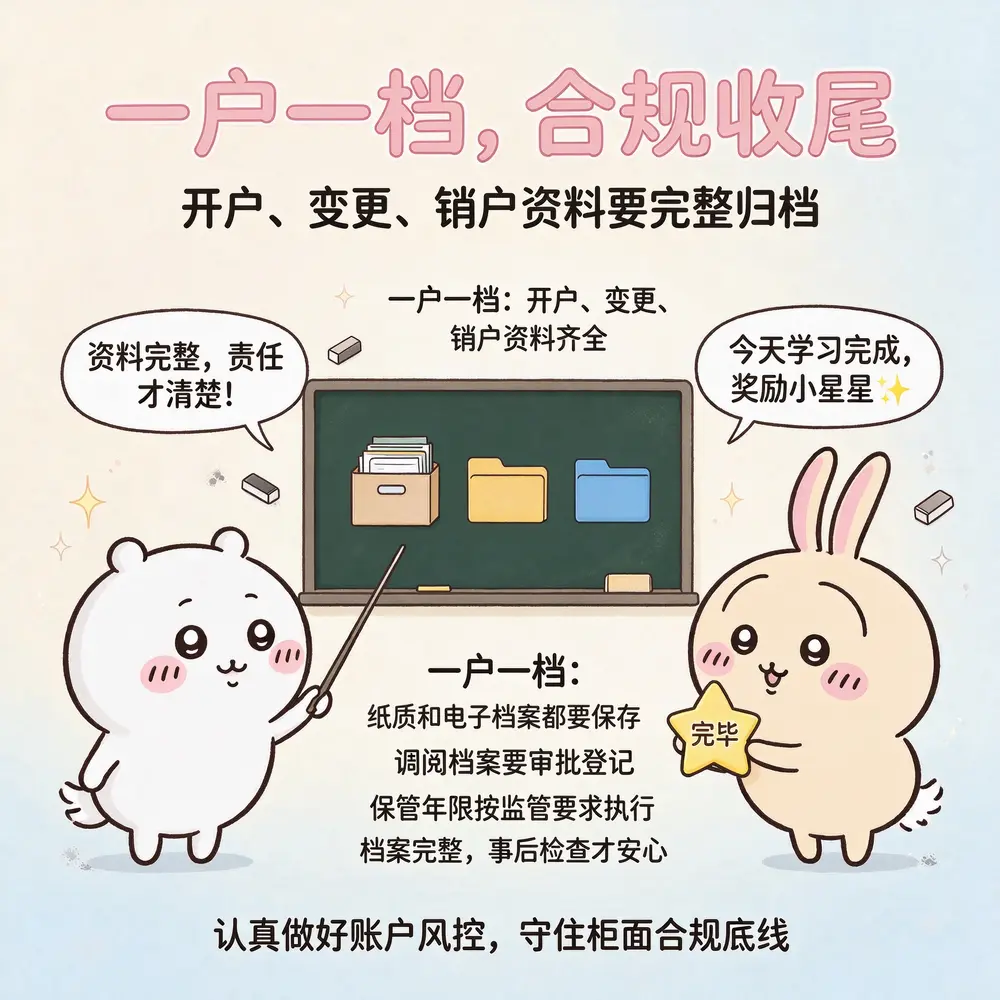 一户一档，合规收尾
开户、变更、销户资料要完整归档
一户一档：开户、变更、
销户资料齐全
资料完整，责任
才清楚！
今天学习完成，
奖励小星星✨
一户一档：
纸质和电子档案都要保存
调阅档案要审批登记
保管年限按监管要求执行
档案完整，事后检查才安心
完毕
认真做好账户风控，守住柜面合规底线